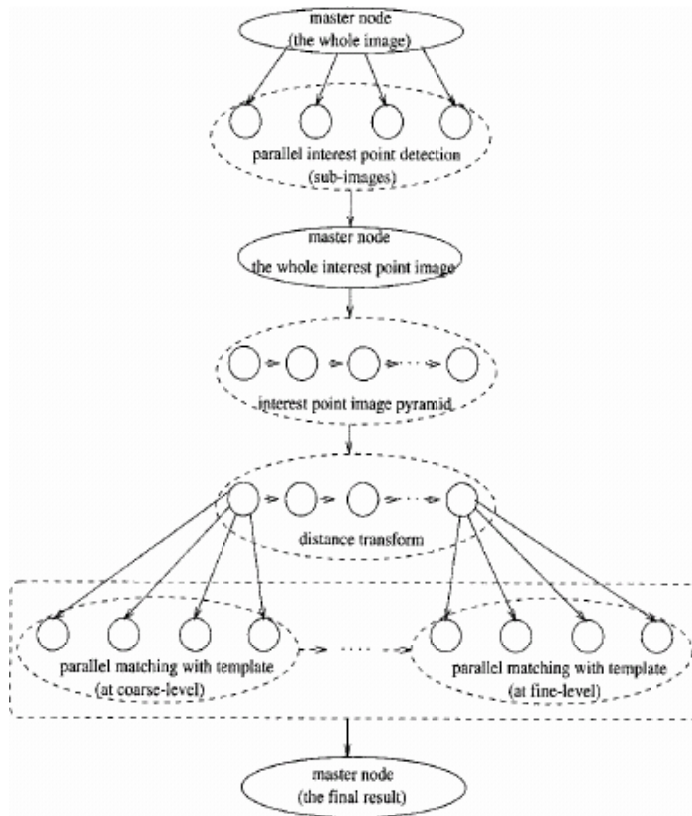 master node
(the whole image)
parallel interest point detection
(sub-images)
master node
the whole interest point image
interest point image pyramid
distance transform
parallel matching with template
(at coarse-level)
parallel matching with template
(at fine-level)
master node
(the final result)